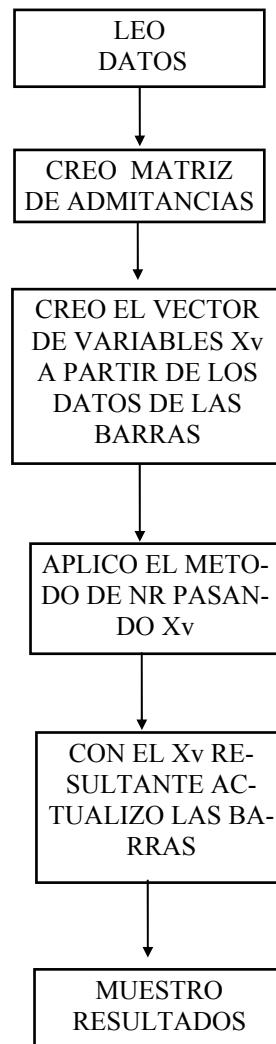 LEO
DATOS
CREO MATRIZ
DE ADMITANCIAS
CREO EL VECTOR
DE VARIABLES Xv
A PARTIR DE LOS
DATOS DE LAS
BARRAS
APLICO EL METO-
DO DE NR PASAN-
DO Xv
CON EL Xv RE-
SULTANTE AC-
TUALIZO LAS BA-
RRAS
MUESTRO
RESULTADOS